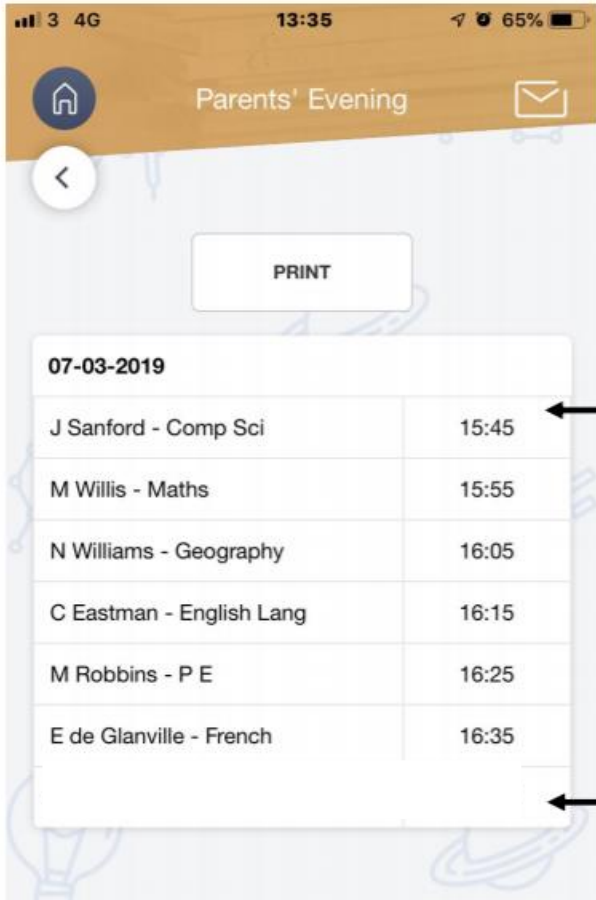 3 4G 13:35 65%
Parents' Evening
PRINT
07-03-2019
J Sanford - Comp Sci 15:45
M Willis - Maths 15:55
N Williams - Geography 16:05
C Eastman - English Lang 16:15
M Robbins - P E 16:25
E de Glanville - French 16:35